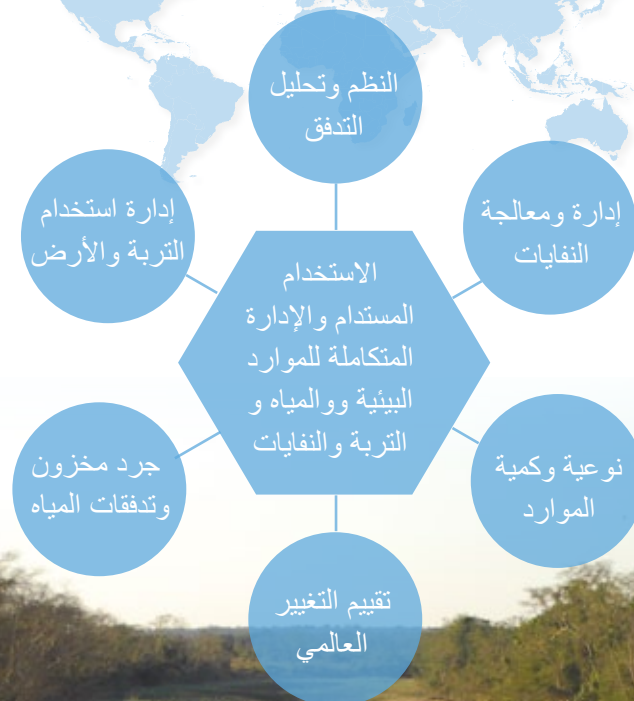 النظم وتحليل
التدفق
إدارة ومعالجة
النفايات
إدارة استخدام
التربة والأرض
الاستخدام
المستدام والإدارة
المتكاملة للموارد
البيئية ووالمياه و
التربة والنفايات
نوعية وكمية
الموارد
جرد مخزون
وتدفقات المياه
تقييم التغيير
العالمي